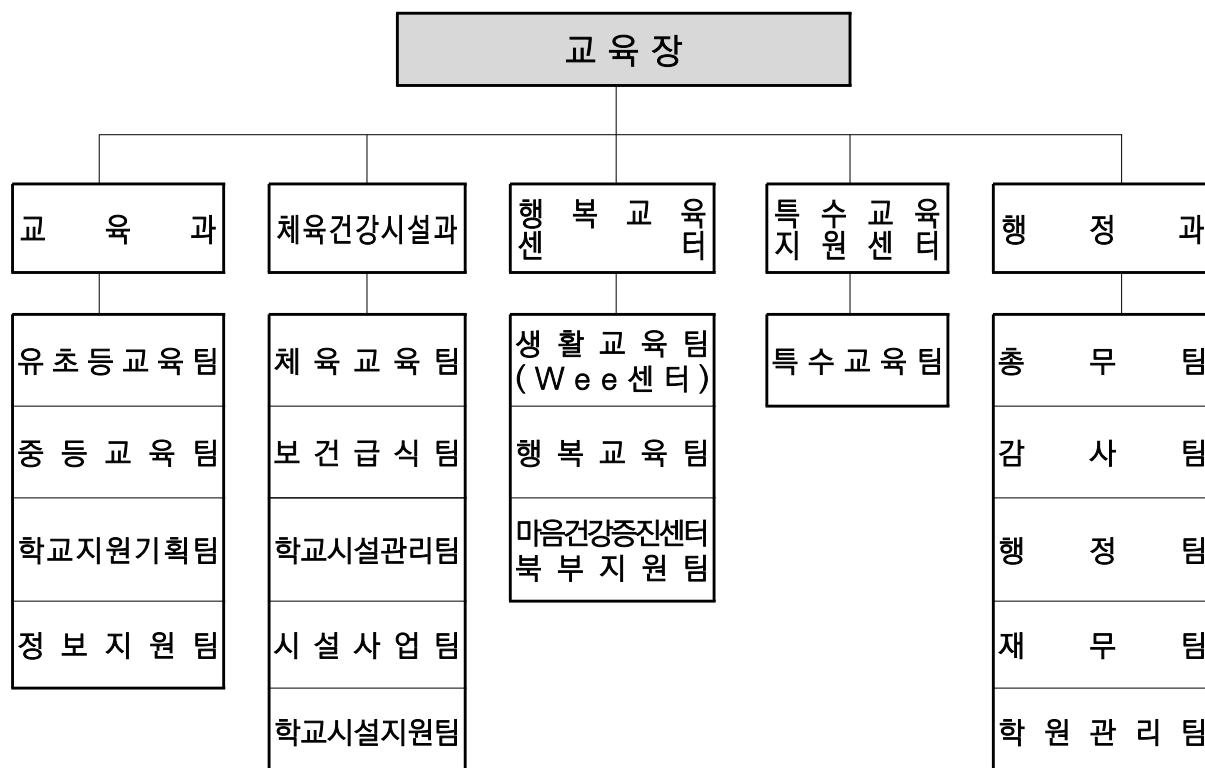 교육장
교육과
체육건강시설과
행복교육
센터
특수교육
지원센터
행정과
유초등교육팀
중등교육팀
학교지원기획팀
정보지원팀
체육교육팀
보건급식팀
학교시설관리팀
시설사업팀
학교시설지원팀
생활교육팀
(Wee센터)
행복교육팀
마음건강증진센터
북부지원팀
특수교육팀
총무팀
감사팀
행정팀
재무팀
학원관리팀